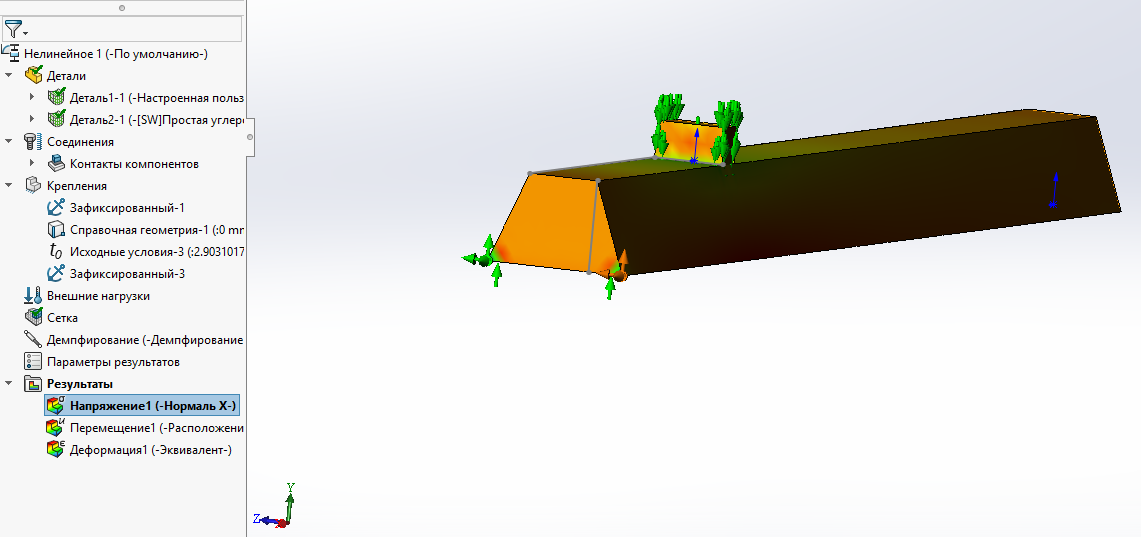 Нелинейное 1 (-По умолчанию-)
Детали
Деталь1-1 (-Настроенная польз
Деталь2-1 (-[SW]Простая углер
Соединения
Контакты компонентов
Крепления
Зафиксированный-1
Справочная геометрия-1 (:0 mm
Исходные условия-3 (:2.9031017
Зафиксированный-3
Внешние нагрузки
Сетка
Демпфирование (-Демпфирование
Параметры результатов
Результаты
Напряжение1 (-Нормаль X-)
Перемещение1 (-Расположени
Деформация1 (-Эквивалент-)
Y
Z